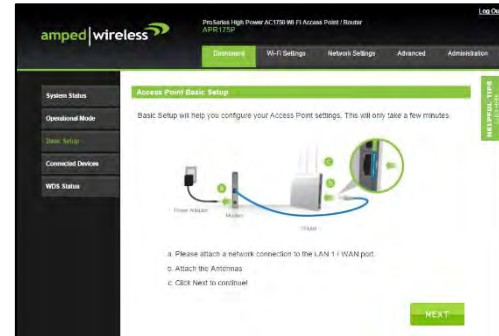 Log Ou
ProSeries High Power AC1750 Wi-Fi Access Point / Router
APR175P
amped wireless
Dashboard Wi-Fi Settings Network Settings Advanced Administration
System Status
Operational Mode
Basic Setup
Connected Devices
WDS Status
Access Point Basic Setup
Basic Setup will help you configure your Access Point settings. This will only take a few minutes.
HELPFUL TIPS
a
b
c
Power Adapter
Modem
Router
a. Please attach a network connection to the LAN 1 / WAN port.
b. Attach the Antennas
c. Click Next to continue!
NEXT